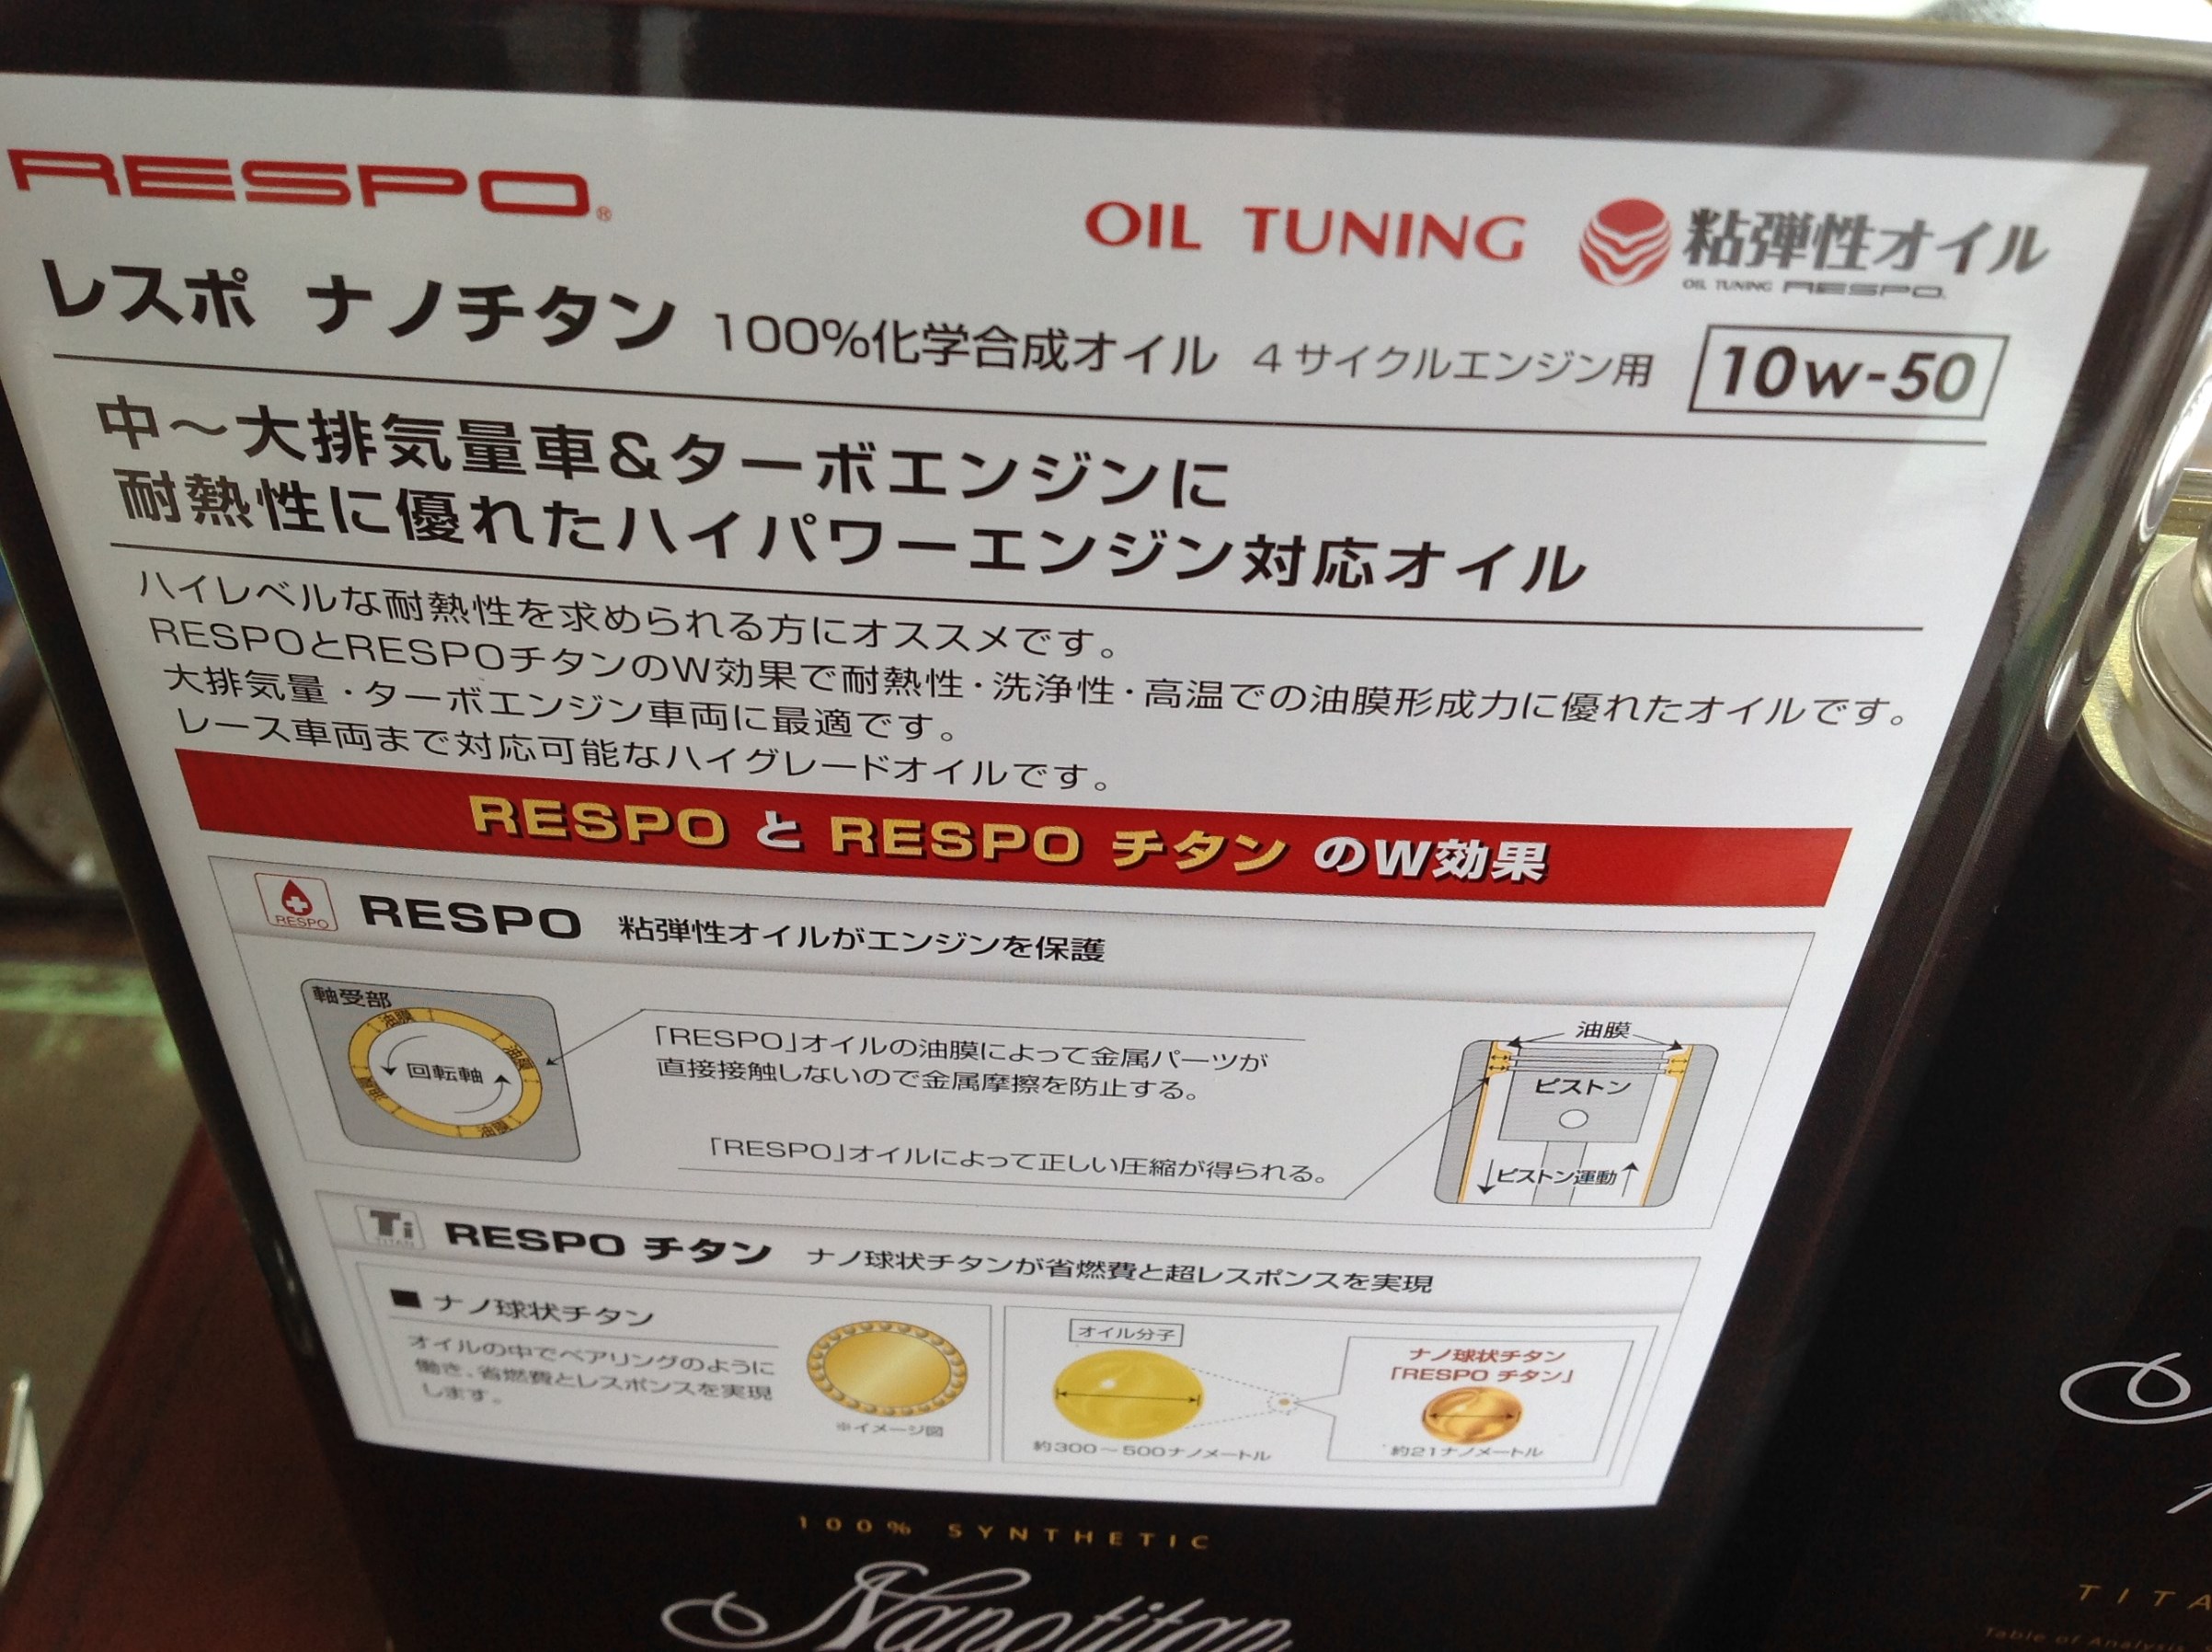 RESPO®
OIL TUNING
粘弾性オイル
OIL TUNING RESPO.
レスポ ナノチタン 100%化学合成オイル 4サイクルエンジン用 10w-50
中～大排気量車&ターボエンジンに
耐熱性に優れたハイパワーエンジン対応オイル
ハイレベルな耐熱性を求められる方にオススメです。
RESPOとRESPOチタンのW効果で耐熱性・洗浄性・高温での油膜形成力に優れたオイルです。
大排気量・ターボエンジン車両に最適です。
レース車両まで対応可能なハイグレードオイルです。
RESPO と RESPO チタン のW効果
RESPO
RESPO 粘弾性オイルがエンジンを保護
軸受部
油膜
油膜
油膜
油膜
回転軸
「RESPO」オイルの油膜によって金属パーツが
直接接触しないので金属摩擦を防止する。
「RESPO」オイルによって正しい圧縮が得られる。
油膜
ピストン
ピストン運動
Ti
TITAN
RESPO チタン ナノ球状チタンが省燃費と超レスポンスを実現
■ ナノ球状チタン
オイルの中でベアリングのように
働き、省燃費とレスポンスを実現
します。
※イメージ図
オイル分子
約300～500ナノメートル
ナノ球状チタン
「RESPO チタン」
約21ナノメートル
100% SYNTHETIC
Nanotitan
TITA
Table of Analysis